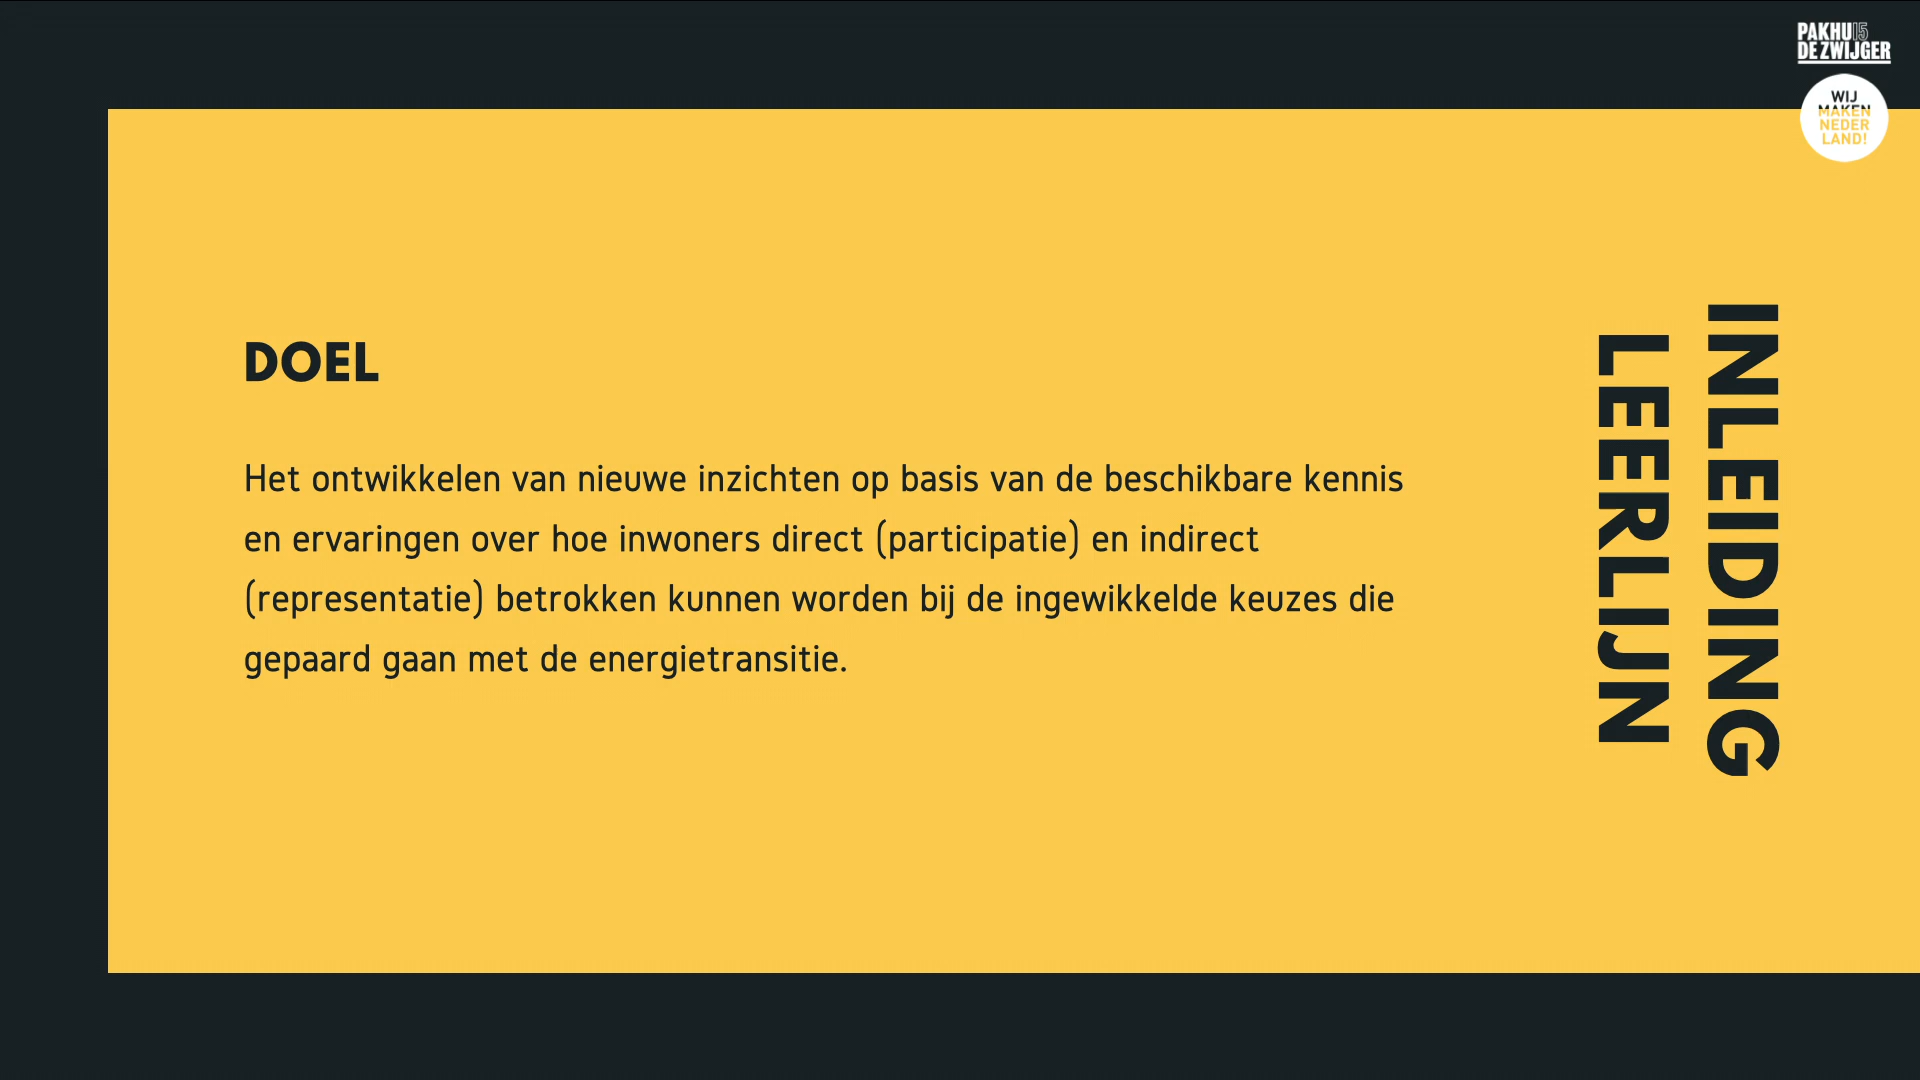 PAKHU15
DE ZWIJGER
WIJ
MAKEN
NEDER
LAND!
DOEL
Het ontwikkelen van nieuwe inzichten op basis van de beschikbare kennis
en ervaringen over hoe inwoners direct (participatie) en indirect
(representatie) betrokken kunnen worden bij de ingewikkelde keuzes die
gepaard gaan met de energietransitie.
INLEIDING
LEERLIJN